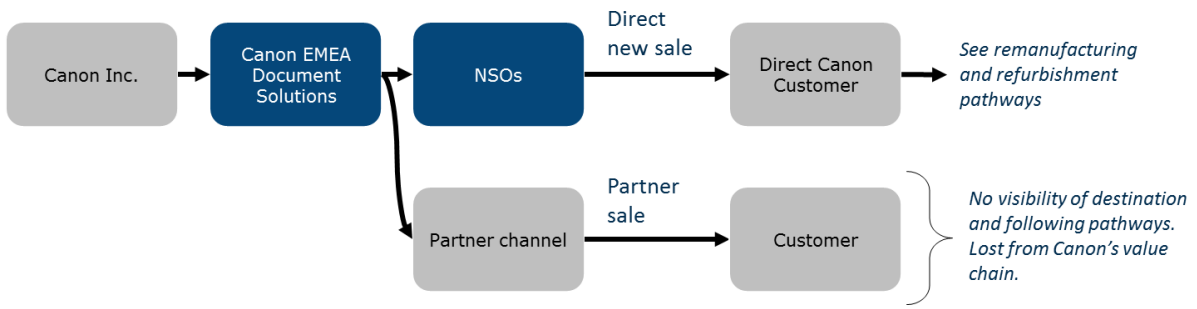 Canon Inc.
Canon EMEA
Document
Solutions
NSOs
Direct
new sale
Direct Canon
Customer
See remanufacturing
and refurbishment
pathways
Partner channel
Partner
sale
Customer
No visibility of destination
and following pathways.
Lost from Canon's value
chain.